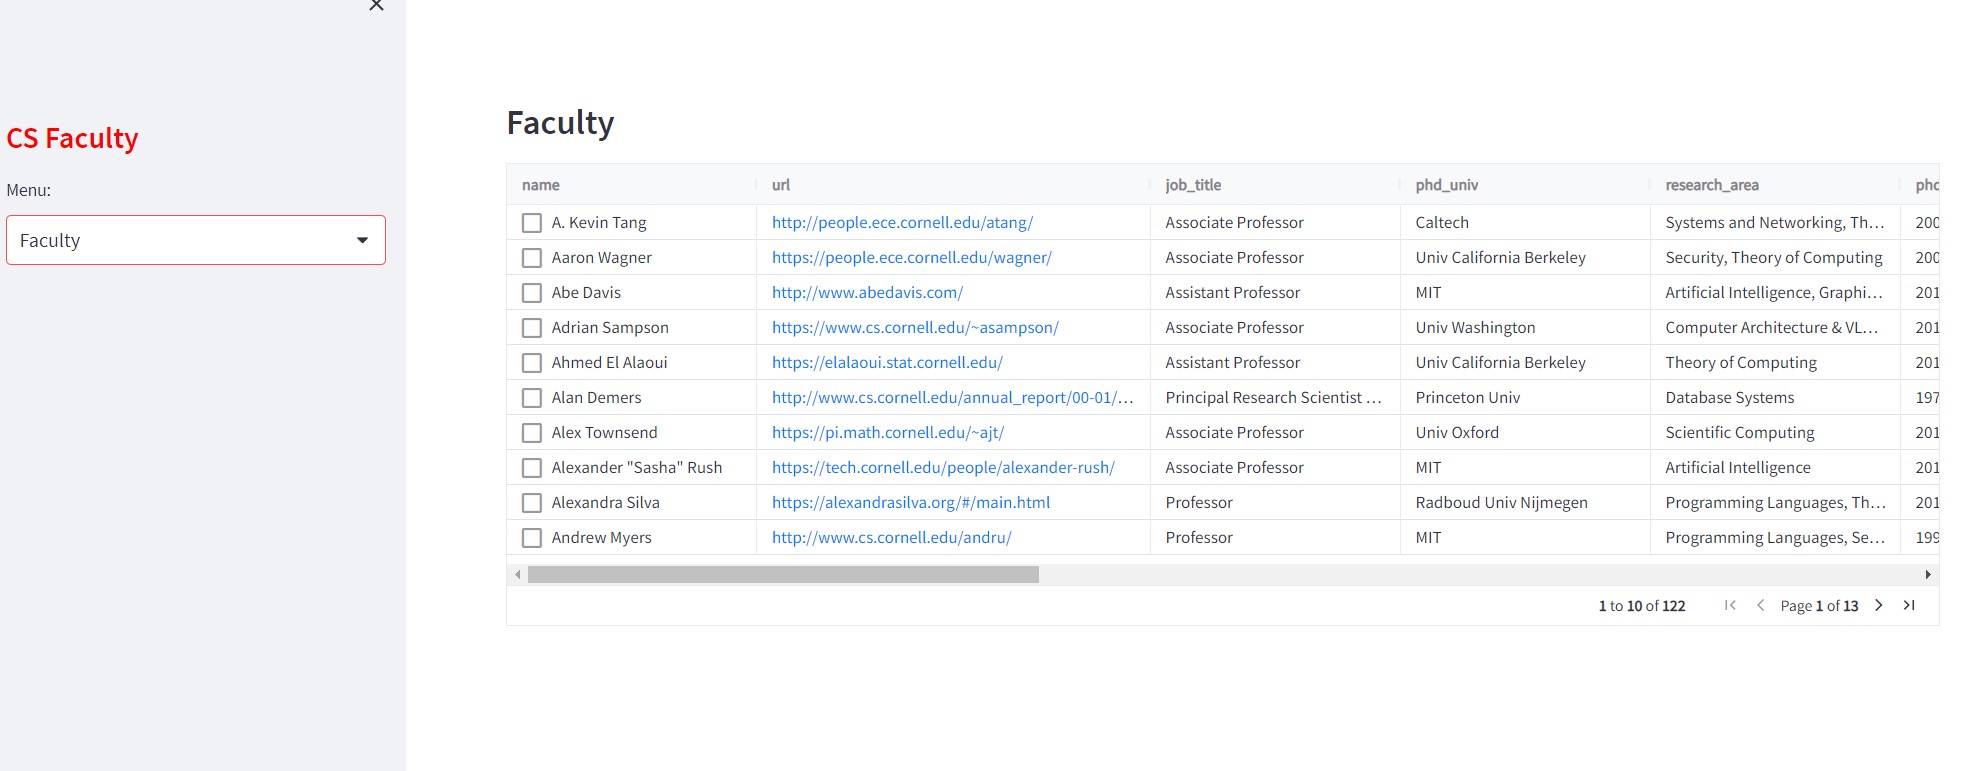 CS Faculty
Menu:
Faculty
Faculty
name url job_title phd_univ research_area phd
A. Kevin Tang http://people.ece.cornell.edu/atang/ Associate Professor Caltech Systems and Networking, Th... 200
Aaron Wagner https://people.ece.cornell.edu/wagner/ Associate Professor Univ California Berkeley Security, Theory of Computing 200
Abe Davis http://www.abedavis.com/ Assistant Professor MIT Artificial Intelligence, Graphi... 201
Adrian Sampson https://www.cs.cornell.edu/~asampson/ Associate Professor Univ Washington Computer Architecture & VL... 201
Ahmed El Alaoui https://elalaoui.stat.cornell.edu/ Assistant Professor Univ California Berkeley Theory of Computing 201
Alan Demers http://www.cs.cornell.edu/annual_report/00-01/... Principal Research Scientist ... Princeton Univ Database Systems 197
Alex Townsend https://pi.math.cornell.edu/~ajt/ Associate Professor Univ Oxford Scientific Computing 201
Alexander "Sasha" Rush https://tech.cornell.edu/people/alexander-rush/ Associate Professor MIT Artificial Intelligence 201
Alexandra Silva https://alexandrasilva.org/#/main.html Professor Radboud Univ Nijmegen Programming Languages, Th... 201
Andrew Myers http://www.cs.cornell.edu/andru/ Professor MIT Programming Languages, Se... 199
1 to 10 of 122 Page 1 of 13